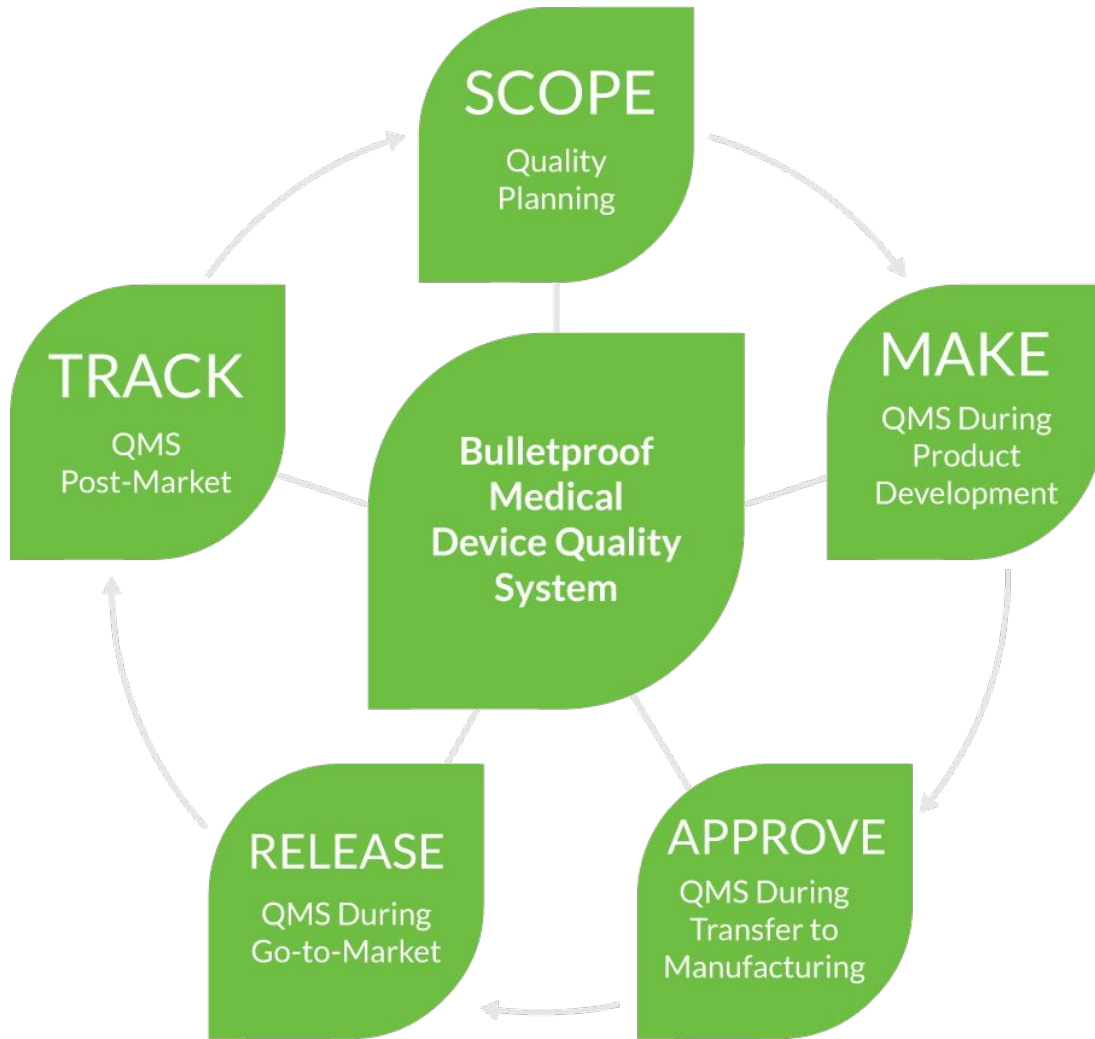 SCOPE
Quality
Planning
MAKE
QMS During
Product
Development
APPROVE
QMS During
Transfer to
Manufacturing
RELEASE
QMS During
Go-to-Market
TRACK
QMS
Post-Market
Bulletproof
Medical
Device Quality
System